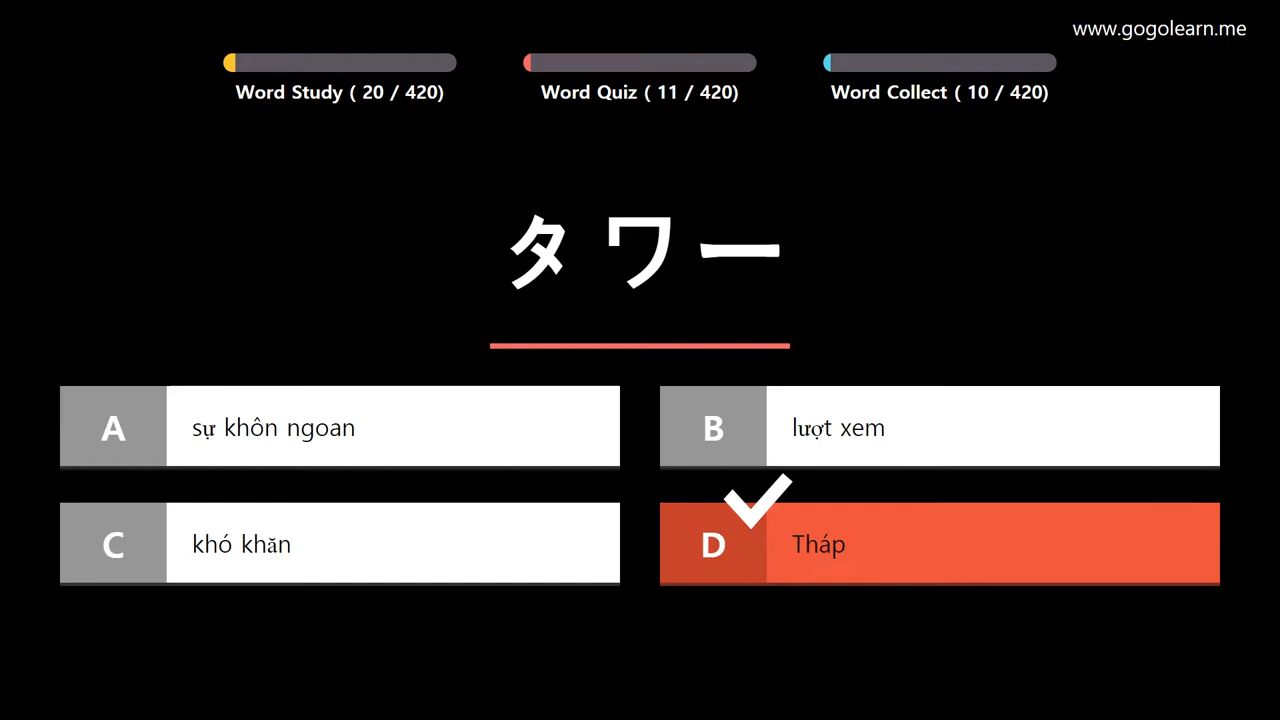 www.gogolearn.me
Word Study ( 20 / 420)
Word Quiz ( 11 / 420)
Word Collect ( 10 / 420)
タワー
A sự khôn ngoan
B lượt xem
C khó khăn
D Tháp